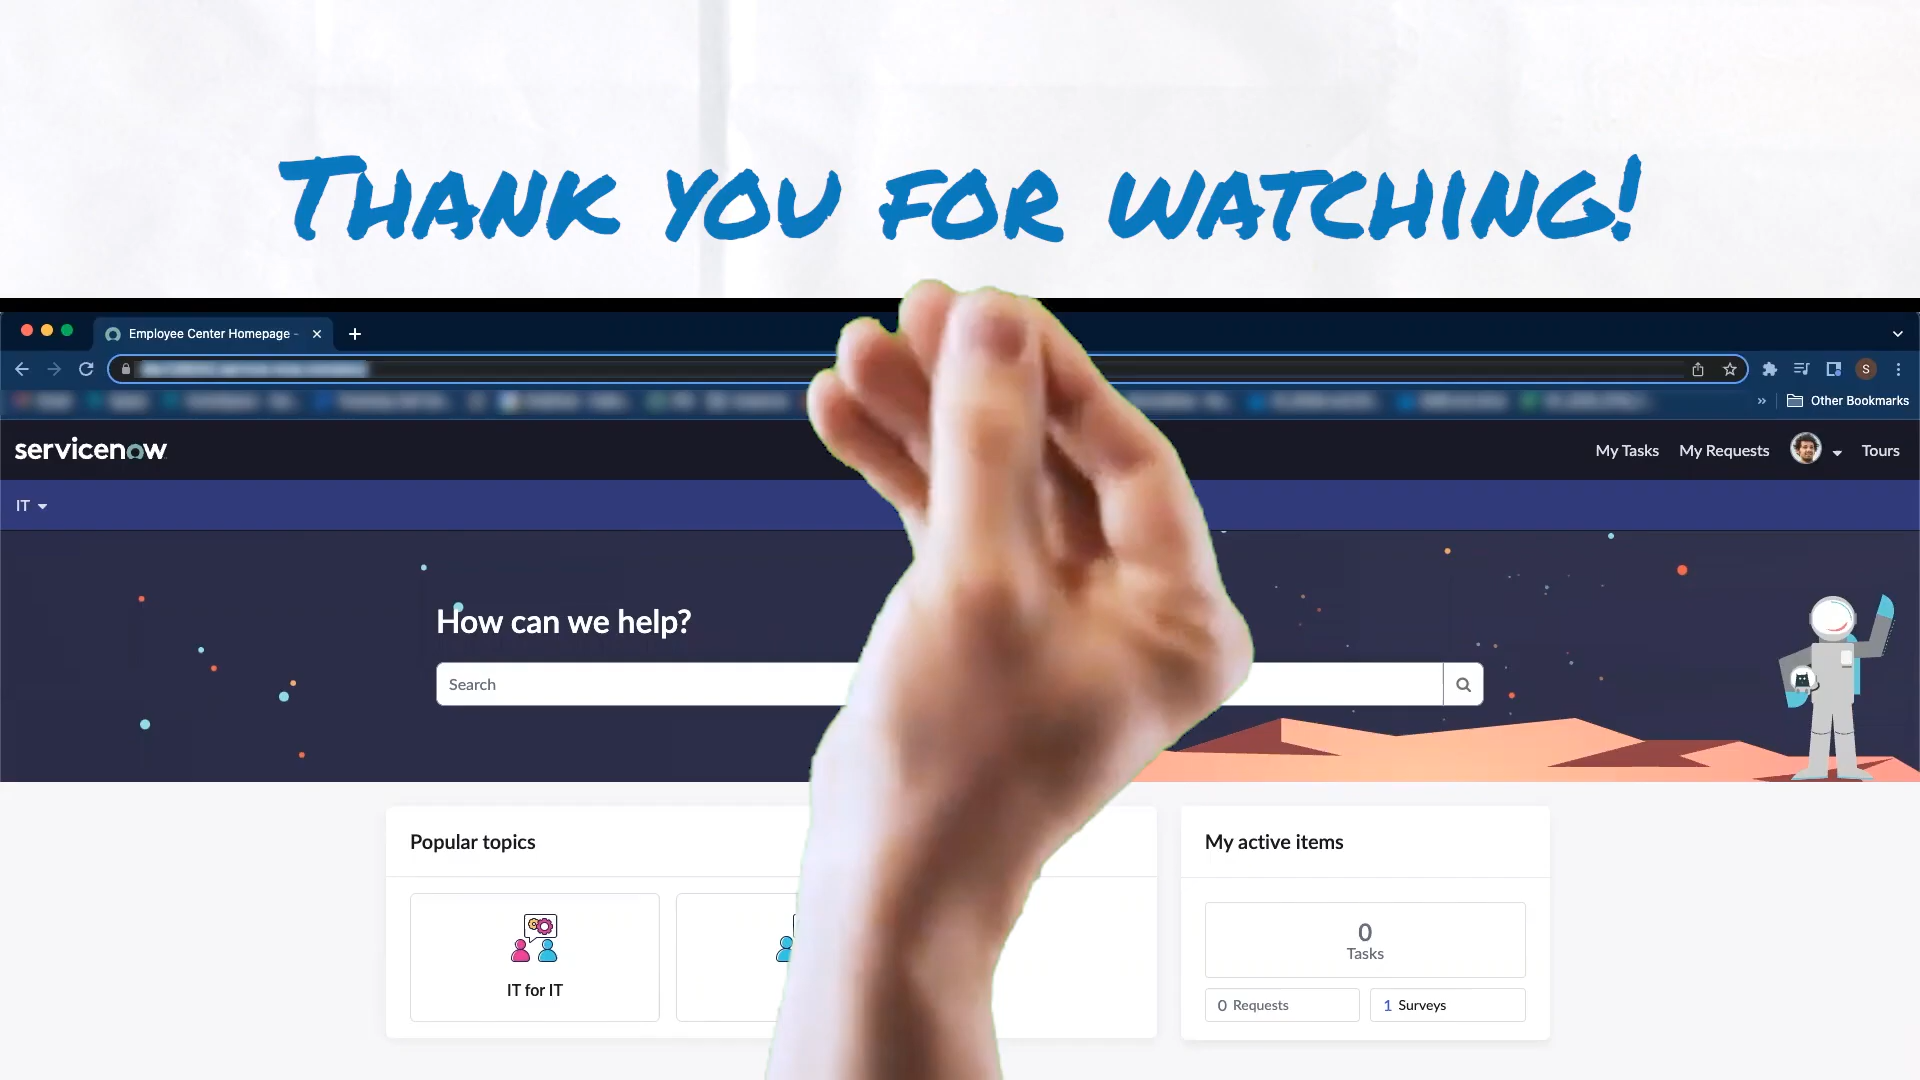 THANK YOU FOR WATCHING!
Employee Center Homepage -
S
Other Bookmarks
servicenow
My Tasks My Requests Tours
IT
How can we help?
Search
Popular topics
IT for IT
My active items
0
Tasks
0 Requests
1 Surveys